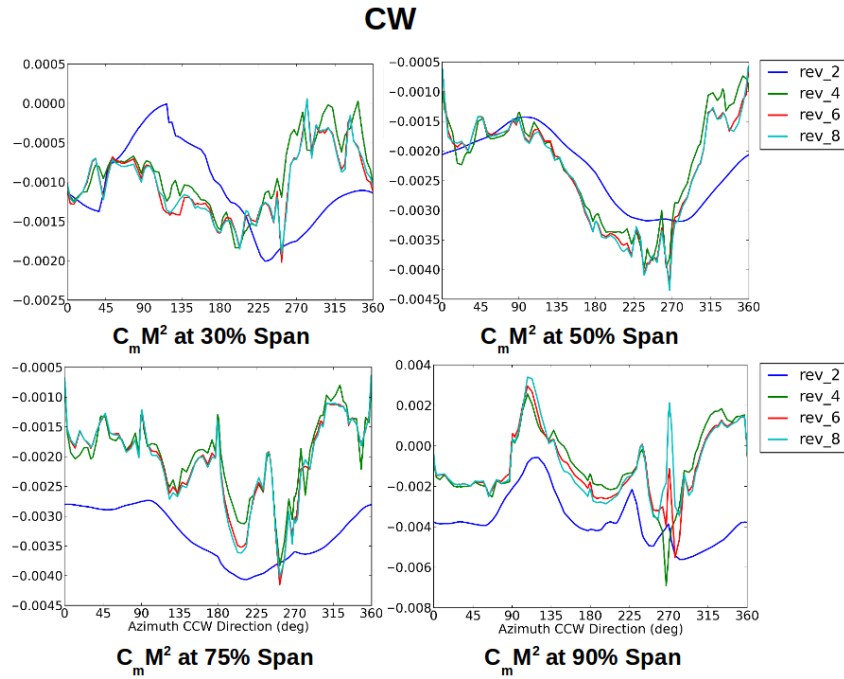 CW
0.0005
0.0000
−0.0005
−0.0010
−0.0015
−0.0020
−0.0025
0 45 90 135 180 225 270 315 360
CmM² at 30% Span
−0.0005
−0.0010
−0.0015
−0.0020
−0.0025
−0.0030
−0.0035
−0.0040
−0.0045
0 45 90 135 180 225 270 315 360
CmM² at 50% Span
rev_2
rev_4
rev_6
rev_8
−0.0005
−0.0010
−0.0015
−0.0020
−0.0025
−0.0030
−0.0035
−0.0040
−0.0045
0 45 90 135 180 225 270 315 360
Azimuth CCW Direction (deg)
CmM² at 75% Span
0.004
0.002
0.000
−0.002
−0.004
−0.006
−0.008
0 45 90 135 180 225 270 315 360
Azimuth CCW Direction (deg)
CmM² at 90% Span
rev_2
rev_4
rev_6
rev_8